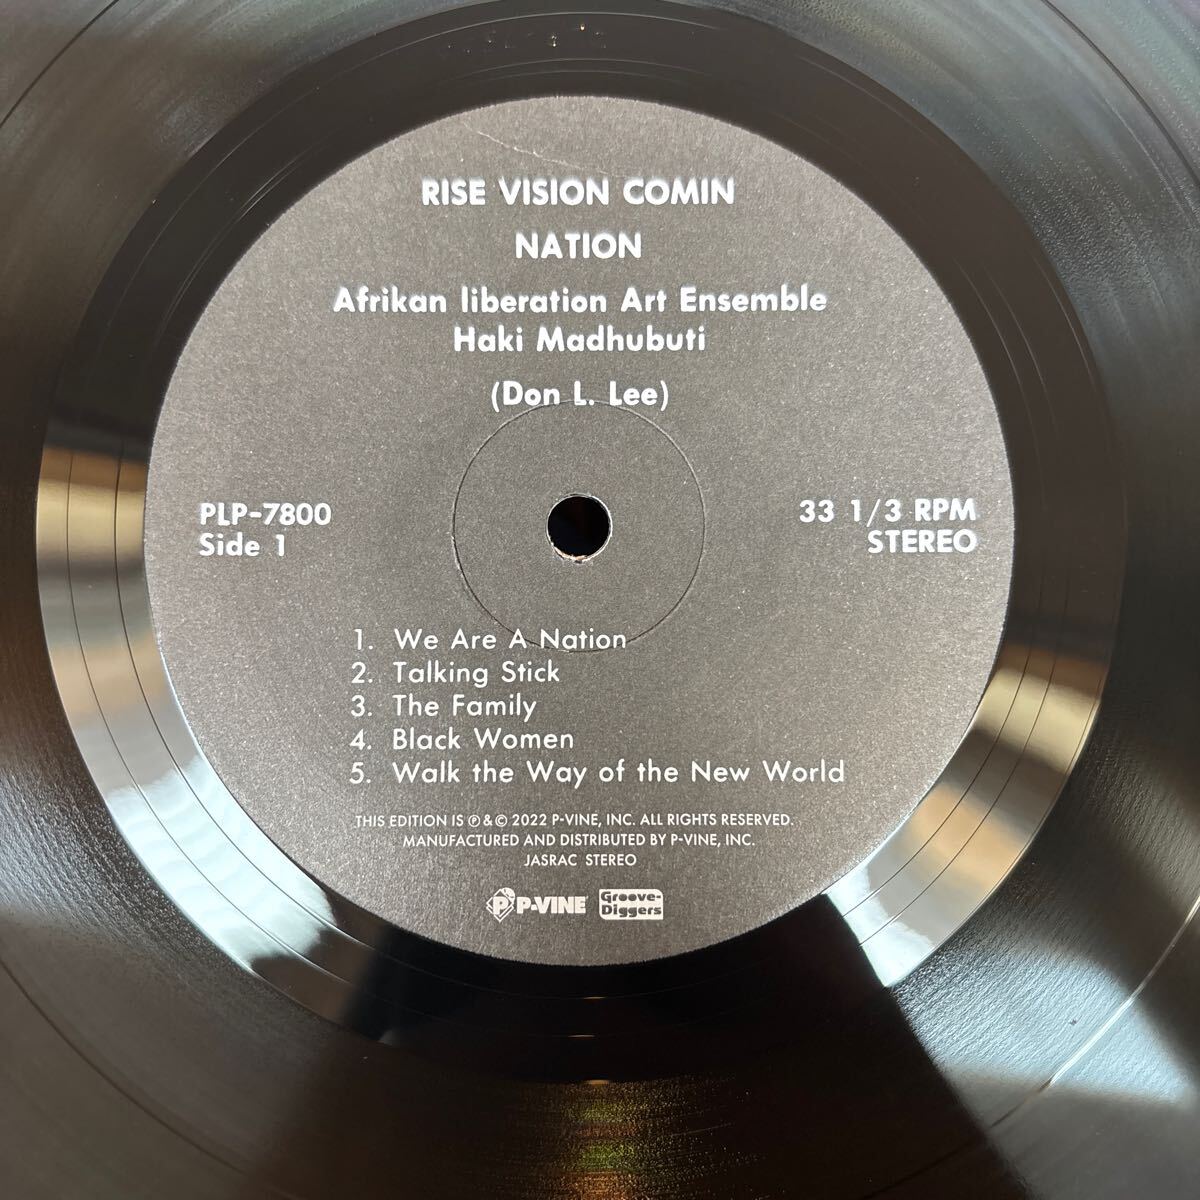 RISE VISION COMIN
NATION
Afrikan liberation Art Ensemble
Haki Madhubuti
(Don L. Lee)
PLP-7800
Side 1
33 1/3 RPM
STEREO
1. We Are A Nation
2. Talking Stick
3. The Family
4. Black Women
5. Walk the Way of the New World
THIS EDITION IS ℗ & © 2022 P-VINE, INC. ALL RIGHTS RESERVED.
MANUFACTURED AND DISTRIBUTED BY P-VINE, INC.
JASRAC STEREO
P P-VINE Groove-
Diggers